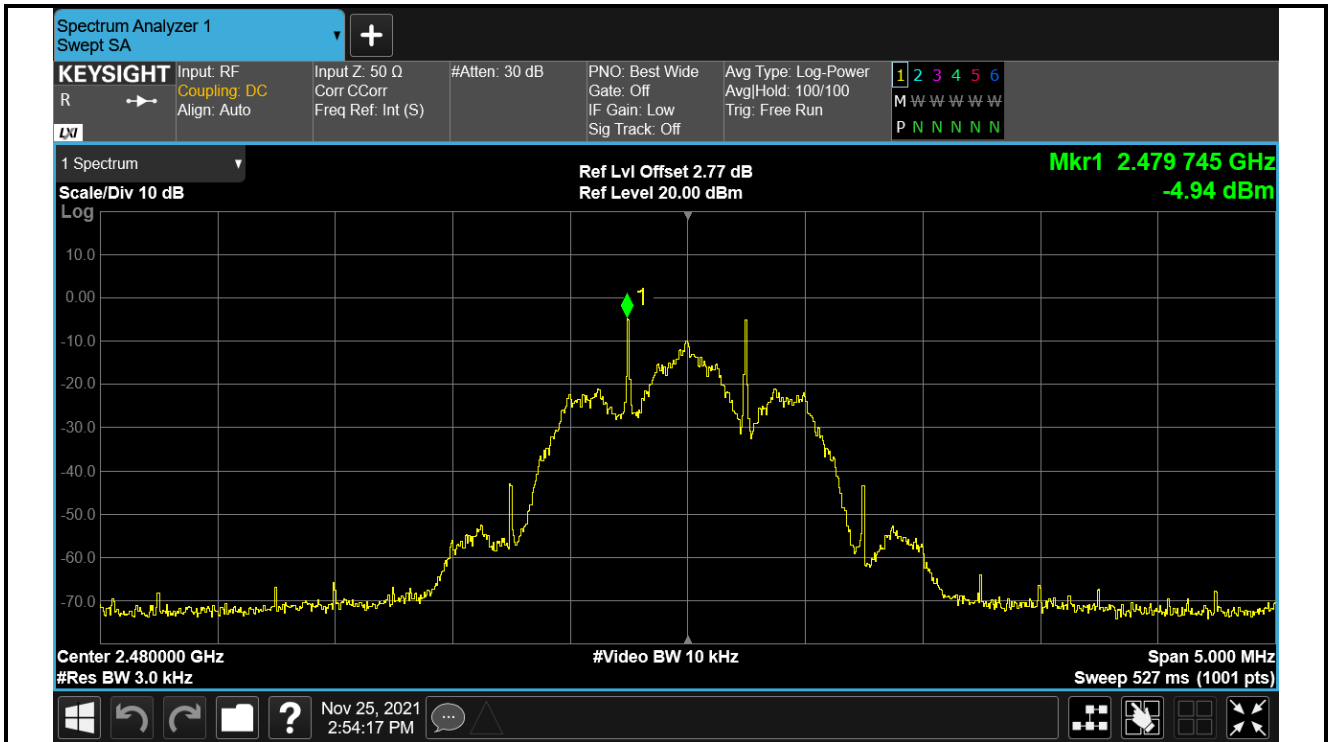 Spectrum Analyzer 1
Swept SA
+
KEYSIGHT
R
LXI
Input: RF
Coupling: DC
Align: Auto
Input Z: 50 Ω
Corr CCorr
Freq Ref: Int (S)
#Atten: 30 dB
PNO: Best Wide
Gate: Off
IF Gain: Low
Sig Track: Off
Avg Type: Log-Power
Avg|Hold: 100/100
Trig: Free Run
1 2 3 4 5 6
M W W W W W
P N N N N N
1 Spectrum
Scale/Div 10 dB
Log
Ref Lvl Offset 2.77 dB
Ref Level 20.00 dBm
Mkr1 2.479 745 GHz
-4.94 dBm
10.0
0.00
-10.0
-20.0
-30.0
-40.0
-50.0
-60.0
-70.0
1
Center 2.480000 GHz
#Res BW 3.0 kHz
#Video BW 10 kHz
Span 5.000 MHz
Sweep 527 ms (1001 pts)
?
Nov 25, 2021
2:54:17 PM